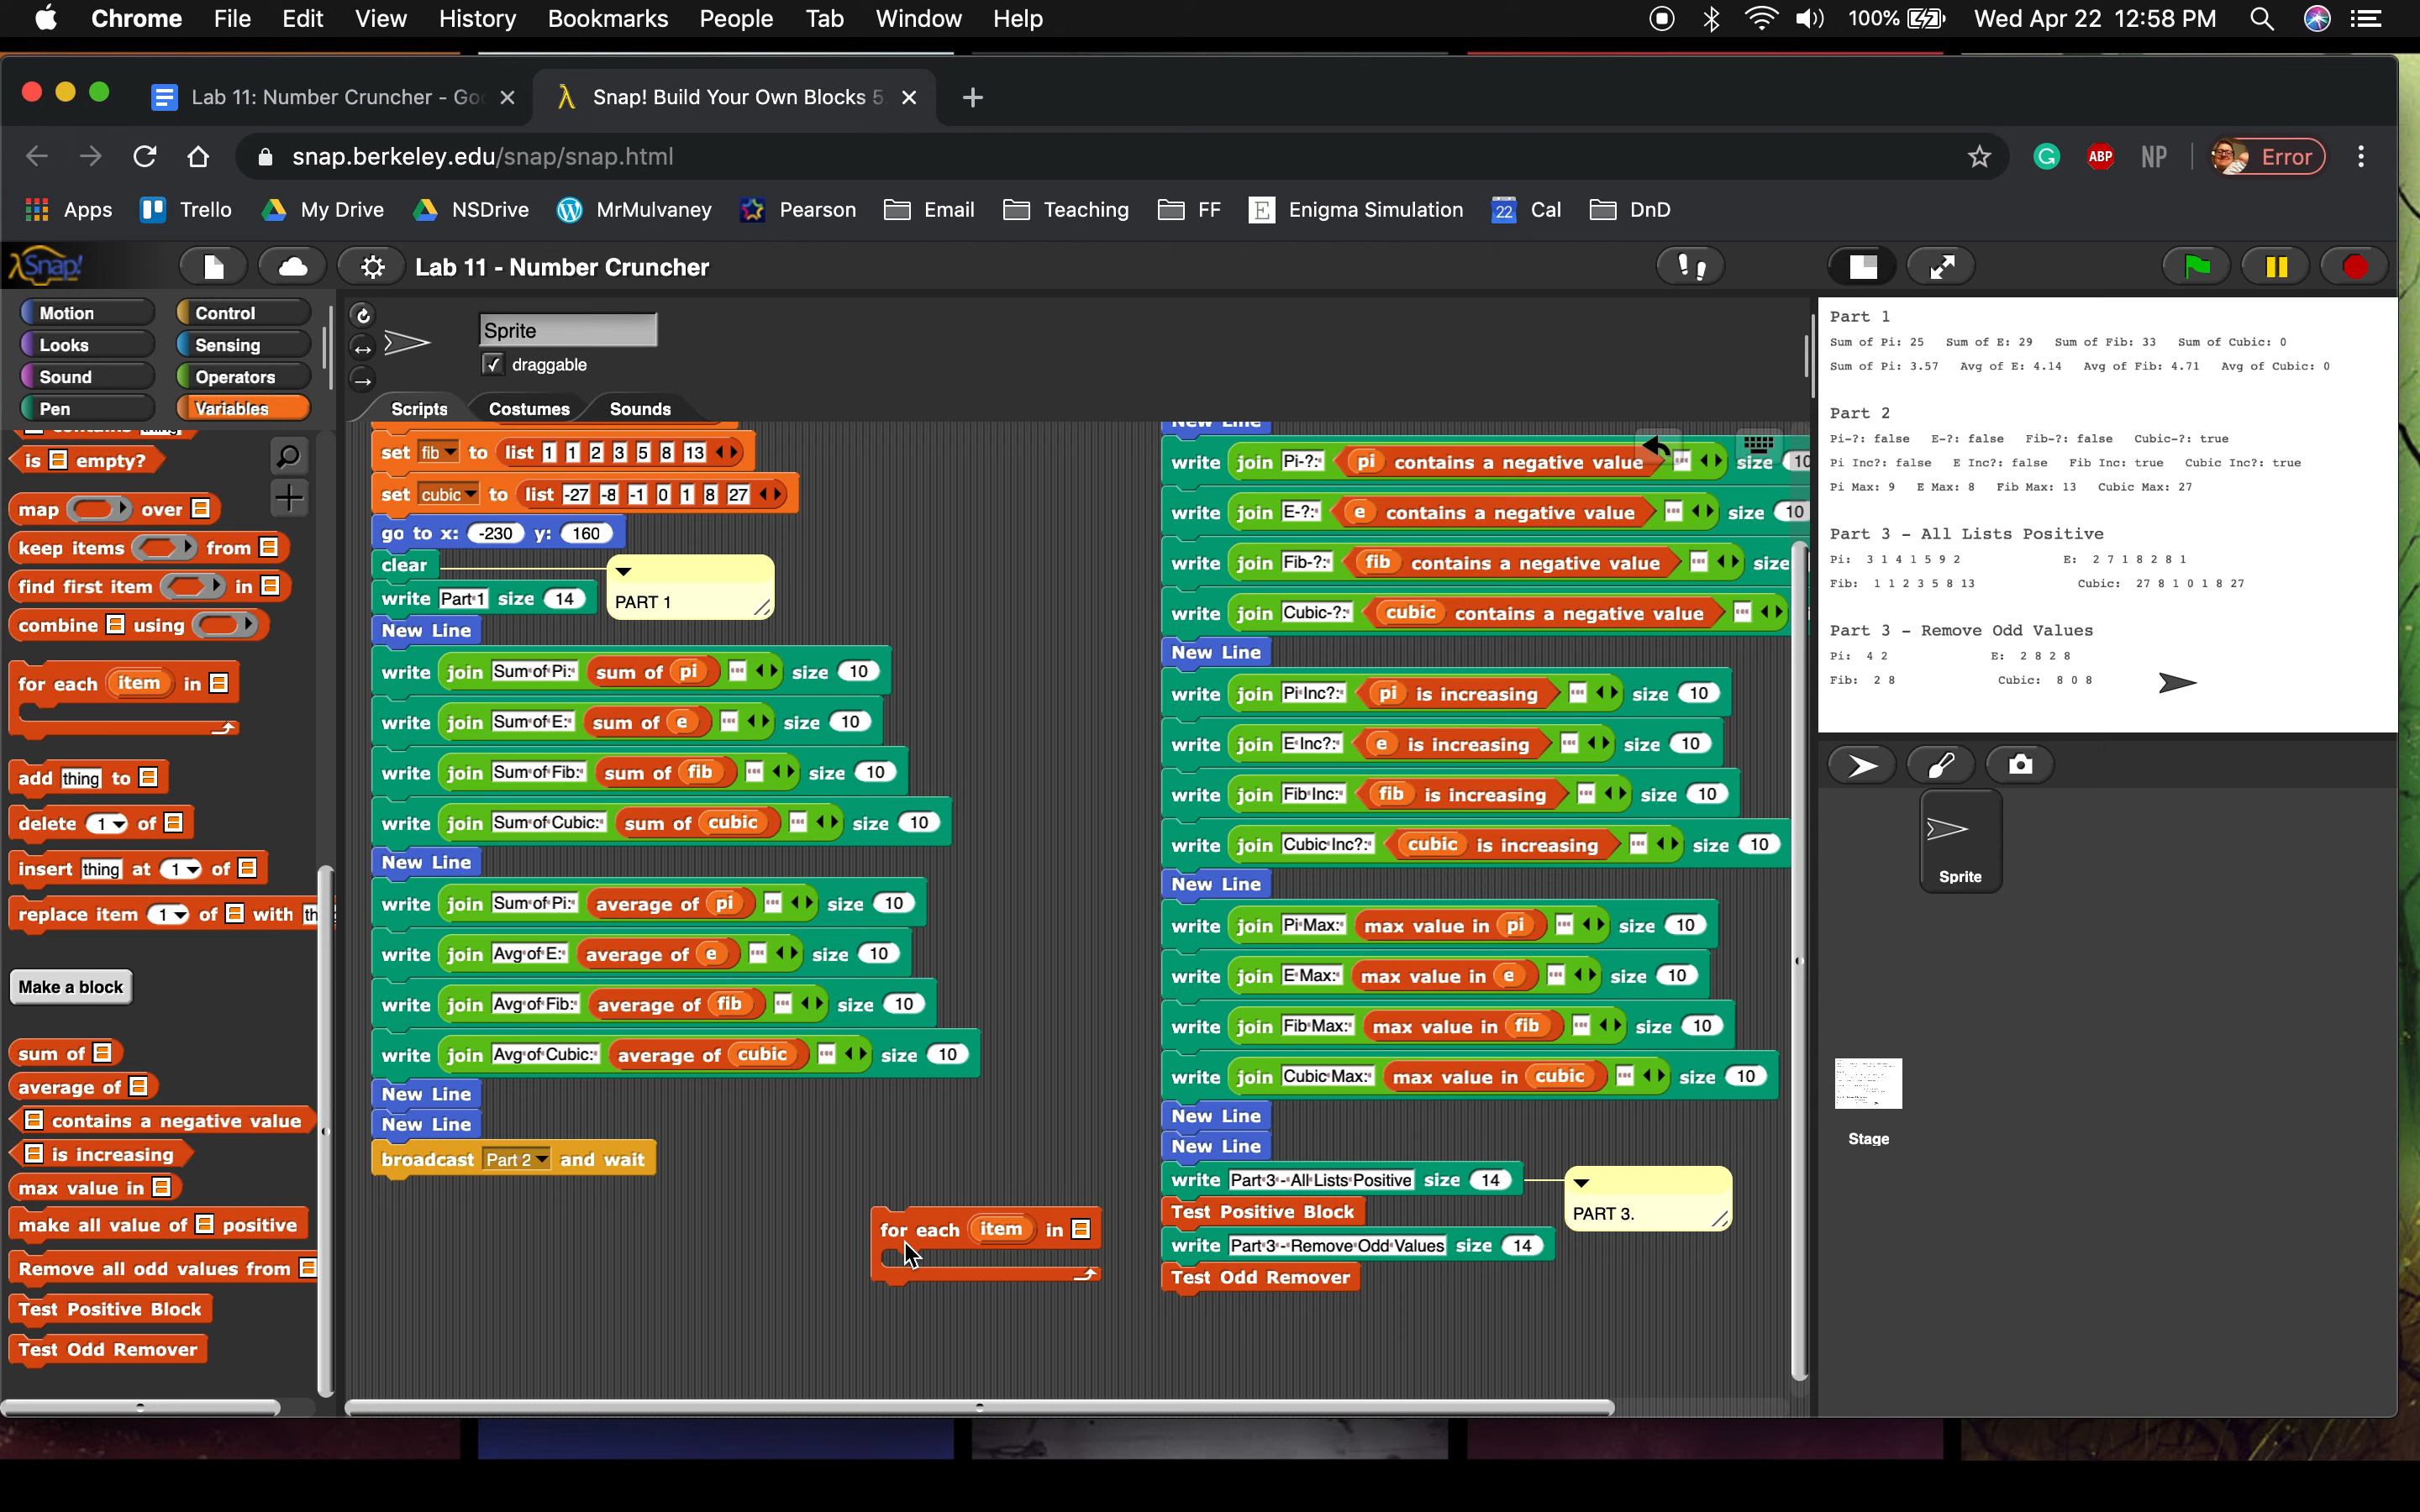 Chrome File Edit View History Bookmarks People Tab Window Help 100% Wed Apr 22 12:58 PM
Lab 11: Number Cruncher - Goo Snap! Build Your Own Blocks 5.
snap.berkeley.edu/snap/snap.html ABP NP Error
Apps Trello My Drive NSDrive MrMulvaney Pearson Email Teaching FF E Enigma Simulation 22 Cal DnD
Snap! Lab 11 - Number Cruncher
Motion Control
Looks Sensing
Sound Operators
Pen Variables
is empty?
map over
keep items from
find first item in
combine using
for each item in
add thing to
delete 1 of
insert thing at 1 of
replace item 1 of with th
Make a block
sum of
average of
contains a negative value
is increasing
max value in
make all value of positive
Remove all odd values from
Test Positive Block
Test Odd Remover
Sprite
draggable
Scripts Costumes Sounds
set fib to list 1 1 2 3 5 8 13
set cubic to list -27 -8 -1 0 1 8 27
go to x: -230 y: 160
clear
write Part 1 size 14
PART 1
New Line
write join Sum of Pi: sum of pi size 10
write join Sum of E: sum of e size 10
write join Sum of Fib: sum of fib size 10
write join Sum of Cubic: sum of cubic size 10
New Line
write join Sum of Pi: average of pi size 10
write join Avg of E: average of e size 10
write join Avg of Fib: average of fib size 10
write join Avg of Cubic: average of cubic size 10
New Line
New Line
broadcast Part 2 and wait
for each item in
New Line
write join Pi-?: pi contains a negative value size 10
write join E-?: e contains a negative value size 10
write join Fib-?: fib contains a negative value size
write join Cubic-?: cubic contains a negative value
New Line
write join Pi Inc?: pi is increasing size 10
write join E Inc?: e is increasing size 10
write join Fib Inc: fib is increasing size 10
write join Cubic Inc?: cubic is increasing size 10
New Line
write join Pi Max: max value in pi size 10
write join E Max: max value in e size 10
write join Fib Max: max value in fib size 10
write join Cubic Max: max value in cubic size 10
New Line
New Line
write Part 3 - All Lists Positive size 14
PART 3.
Test Positive Block
write Part 3 - Remove Odd Values size 14
Test Odd Remover
Part 1
Sum of Pi: 25 Sum of E: 29 Sum of Fib: 33 Sum of Cubic: 0
Sum of Pi: 3.57 Avg of E: 4.14 Avg of Fib: 4.71 Avg of Cubic: 0
Part 2
Pi-?: false E-?: false Fib-?: false Cubic-?: true
Pi Inc?: false E Inc?: false Fib Inc: true Cubic Inc?: true
Pi Max: 9 E Max: 8 Fib Max: 13 Cubic Max: 27
Part 3 - All Lists Positive
Pi: 3 1 4 1 5 9 2 E: 2 7 1 8 2 8 1
Fib: 1 1 2 3 5 8 13 Cubic: 27 8 1 0 1 8 27
Part 3 - Remove Odd Values
Pi: 4 2 E: 2 8 2 8
Fib: 2 8 Cubic: 8 0 8
Sprite
Stage